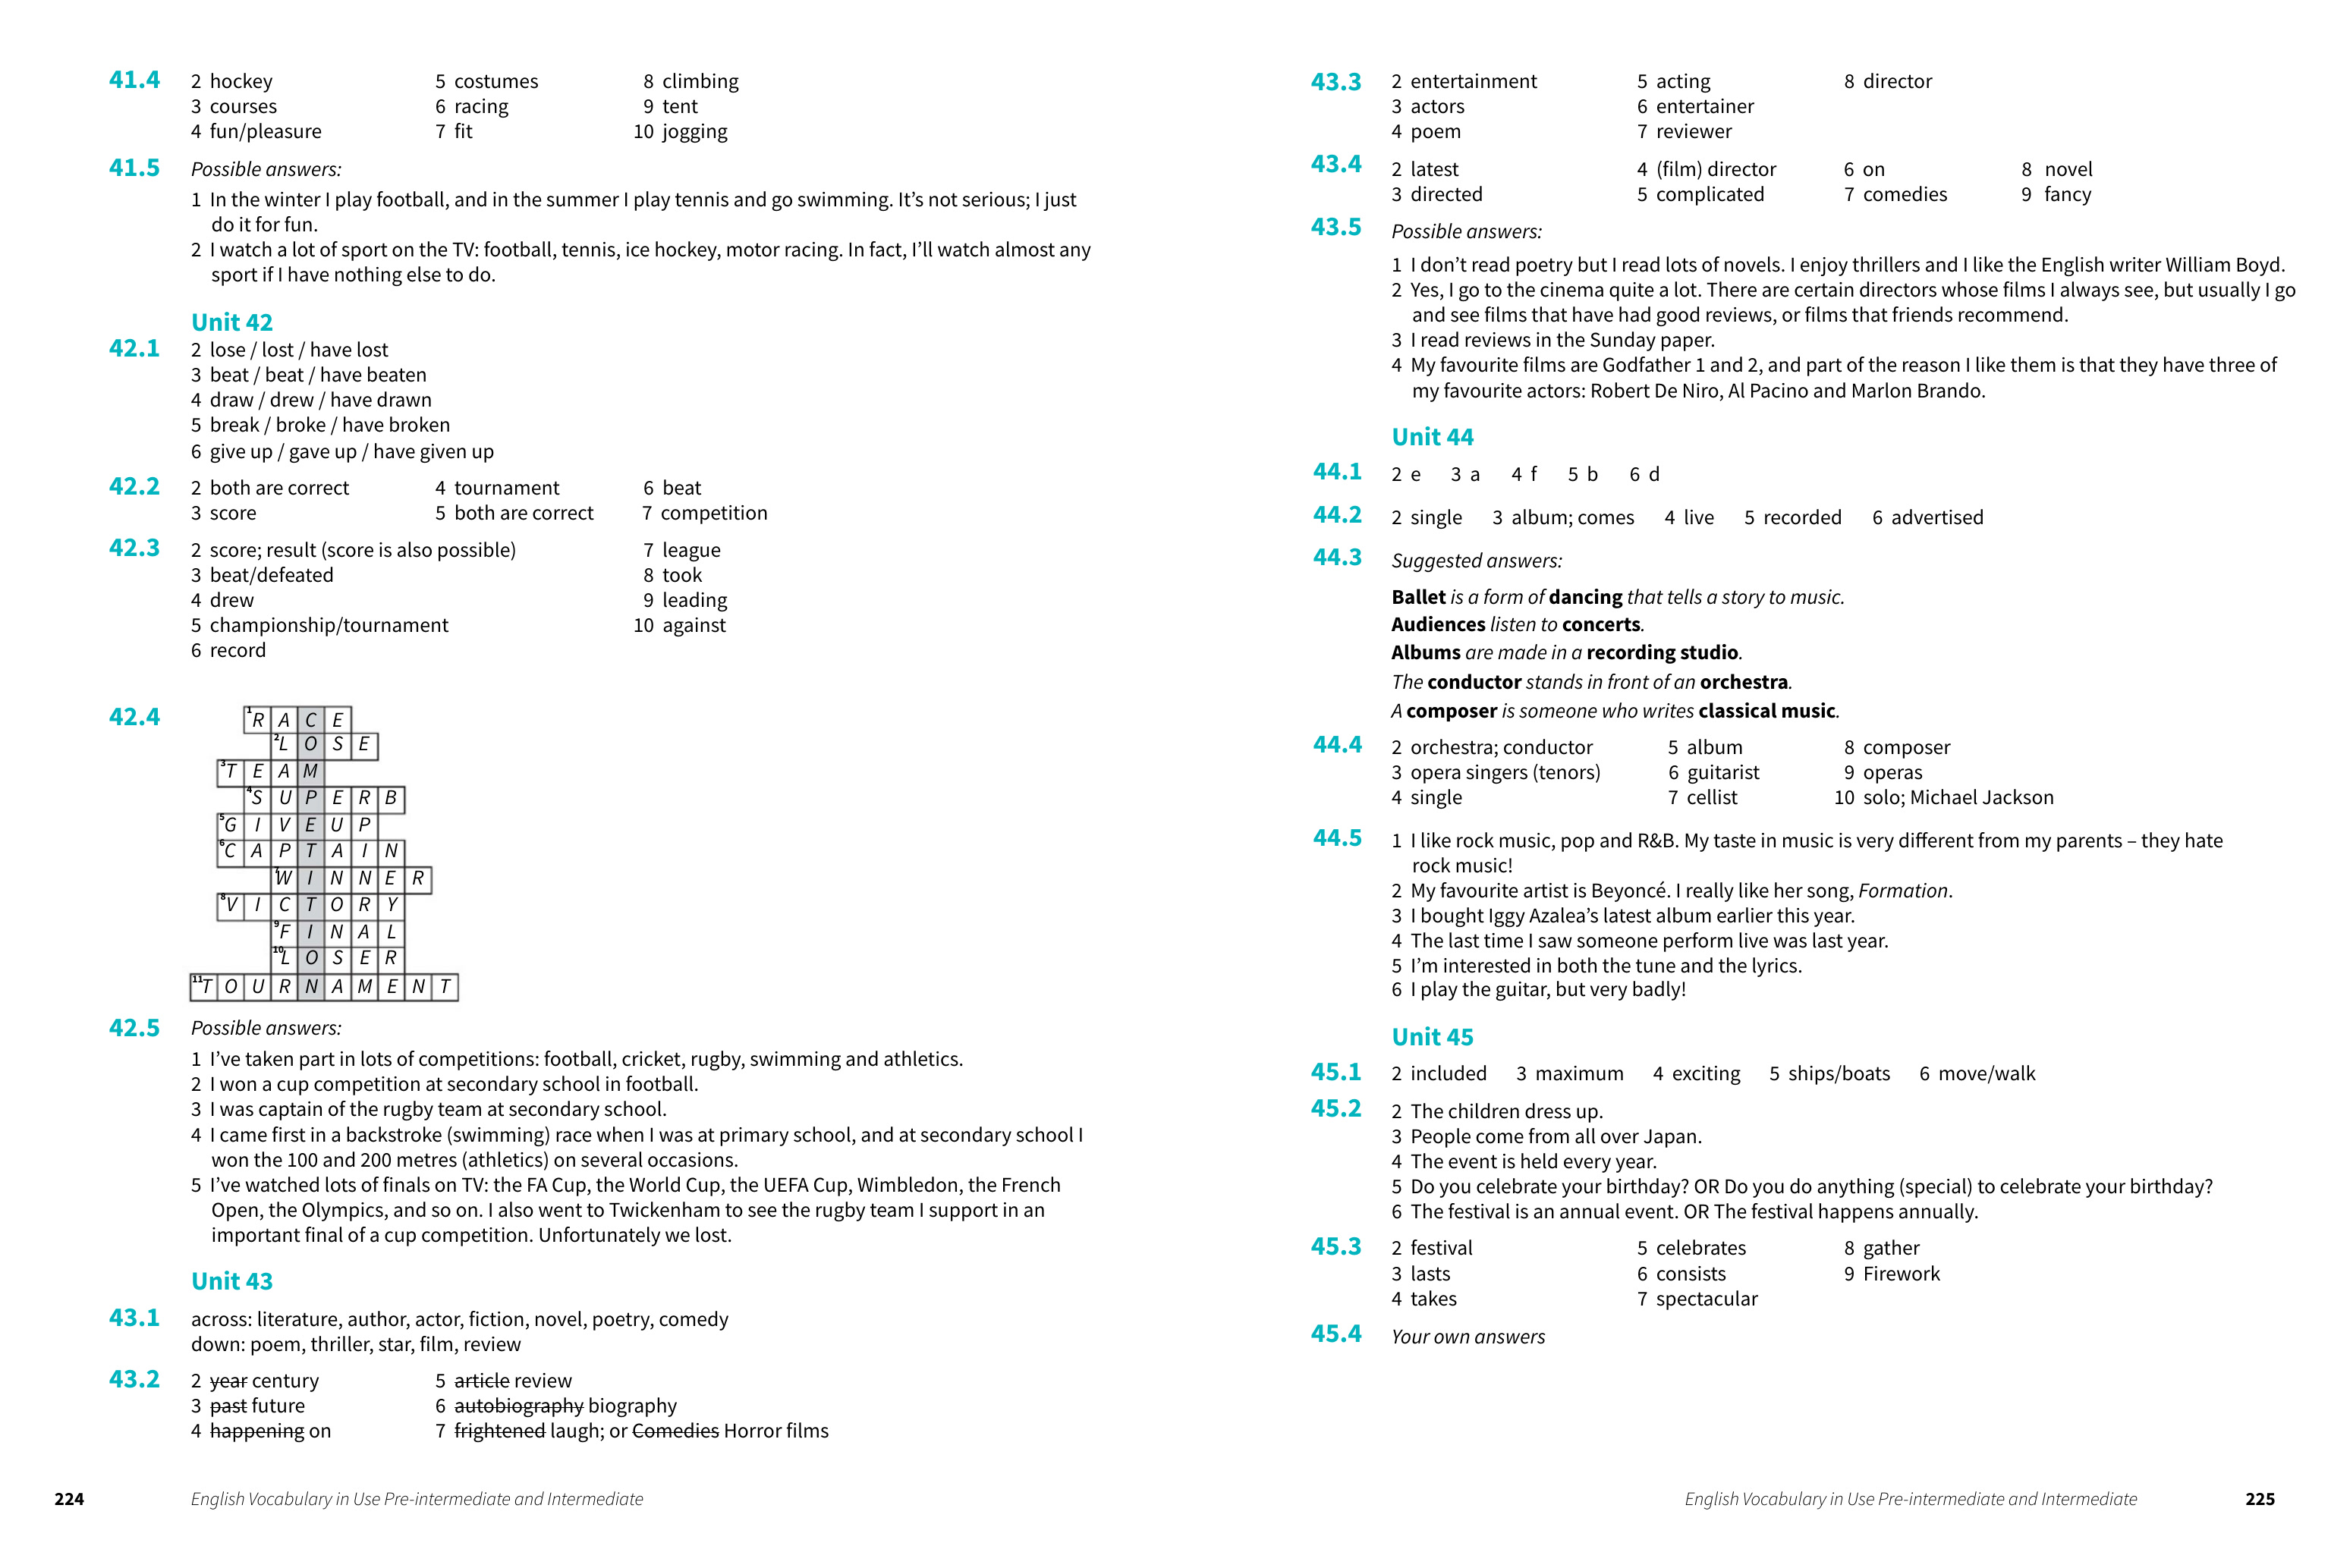 41.4 2 hockey 5 costumes 8 climbing
3 courses 6 racing 9 tent
4 fun/pleasure 7 fit 10 jogging
41.5 Possible answers:
1 In the winter I play football, and in the summer I play tennis and go swimming. It’s not serious; I just
do it for fun.
2 I watch a lot of sport on the TV: football, tennis, ice hockey, motor racing. In fact, I’ll watch almost any
sport if I have nothing else to do.
Unit 42
42.1 2 lose / lost / have lost
3 beat / beat / have beaten
4 draw / drew / have drawn
5 break / broke / have broken
6 give up / gave up / have given up
42.2 2 both are correct 4 tournament 6 beat
3 score 5 both are correct 7 competition
42.3 2 score; result (score is also possible) 7 league
3 beat/defeated 8 took
4 drew 9 leading
5 championship/tournament 10 against
6 record
42.4
1 R A C E
2 L O S E
3 T E A M
4 S U P E R B
5 G I V E U P
6 C A P T A I N
7 W I N N E R
8 V I C T O R Y
9 F I N A L
10 L O S E R
11 T O U R N A M E N T
42.5 Possible answers:
1 I’ve taken part in lots of competitions: football, cricket, rugby, swimming and athletics.
2 I won a cup competition at secondary school in football.
3 I was captain of the rugby team at secondary school.
4 I came first in a backstroke (swimming) race when I was at primary school, and at secondary school I
won the 100 and 200 metres (athletics) on several occasions.
5 I’ve watched lots of finals on TV: the FA Cup, the World Cup, the UEFA Cup, Wimbledon, the French
Open, the Olympics, and so on. I also went to Twickenham to see the rugby team I support in an
important final of a cup competition. Unfortunately we lost.
Unit 43
43.1 across: literature, author, actor, fiction, novel, poetry, comedy
down: poem, thriller, star, film, review
43.2 2 year century 5 article review
3 past future 6 autobiography biography
4 happening on 7 frightened laugh; or Comedies Horror films
224 English Vocabulary in Use Pre-intermediate and Intermediate
43.3 2 entertainment 5 acting 8 director
3 actors 6 entertainer
4 poem 7 reviewer
43.4 2 latest 4 (film) director 6 on 8 novel
3 directed 5 complicated 7 comedies 9 fancy
43.5 Possible answers:
1 I don’t read poetry but I read lots of novels. I enjoy thrillers and I like the English writer William Boyd.
2 Yes, I go to the cinema quite a lot. There are certain directors whose films I always see, but usually I go
and see films that have had good reviews, or films that friends recommend.
3 I read reviews in the Sunday paper.
4 My favourite films are Godfather 1 and 2, and part of the reason I like them is that they have three of
my favourite actors: Robert De Niro, Al Pacino and Marlon Brando.
Unit 44
44.1 2 e 3 a 4 f 5 b 6 d
44.2 2 single 3 album; comes 4 live 5 recorded 6 advertised
44.3 Suggested answers:
Ballet is a form of dancing that tells a story to music.
Audiences listen to concerts.
Albums are made in a recording studio.
The conductor stands in front of an orchestra.
A composer is someone who writes classical music.
44.4 2 orchestra; conductor 5 album 8 composer
3 opera singers (tenors) 6 guitarist 9 operas
4 single 7 cellist 10 solo; Michael Jackson
44.5 1 I like rock music, pop and R&B. My taste in music is very different from my parents – they hate
rock music!
2 My favourite artist is Beyoncé. I really like her song, Formation.
3 I bought Iggy Azalea’s latest album earlier this year.
4 The last time I saw someone perform live was last year.
5 I’m interested in both the tune and the lyrics.
6 I play the guitar, but very badly!
Unit 45
45.1 2 included 3 maximum 4 exciting 5 ships/boats 6 move/walk
45.2 2 The children dress up.
3 People come from all over Japan.
4 The event is held every year.
5 Do you celebrate your birthday? OR Do you do anything (special) to celebrate your birthday?
6 The festival is an annual event. OR The festival happens annually.
45.3 2 festival 5 celebrates 8 gather
3 lasts 6 consists 9 Firework
4 takes 7 spectacular
45.4 Your own answers
English Vocabulary in Use Pre-intermediate and Intermediate 225